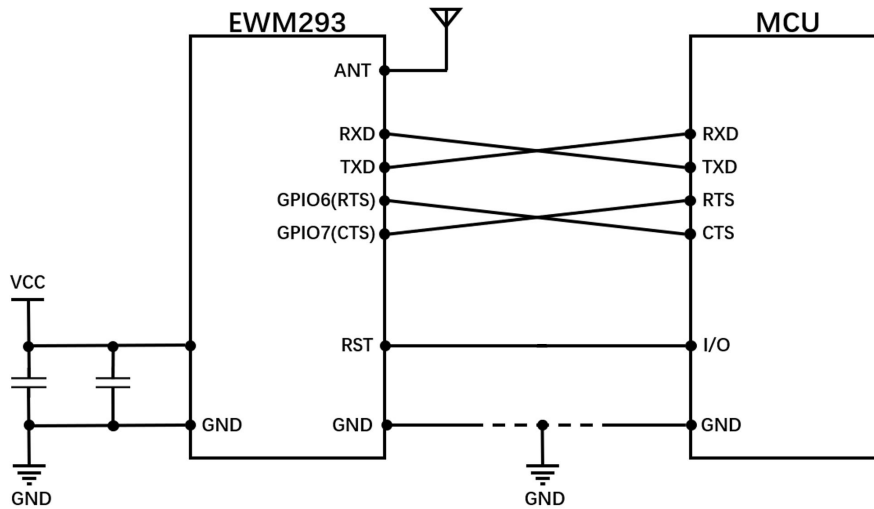 EWM293
MCU
ANT
RXD
RXD
TXD
TXD
GPIO6(RTS)
RTS
GPIO7(CTS)
CTS
VCC
RST
I/O
GND
GND
GND
GND
GND